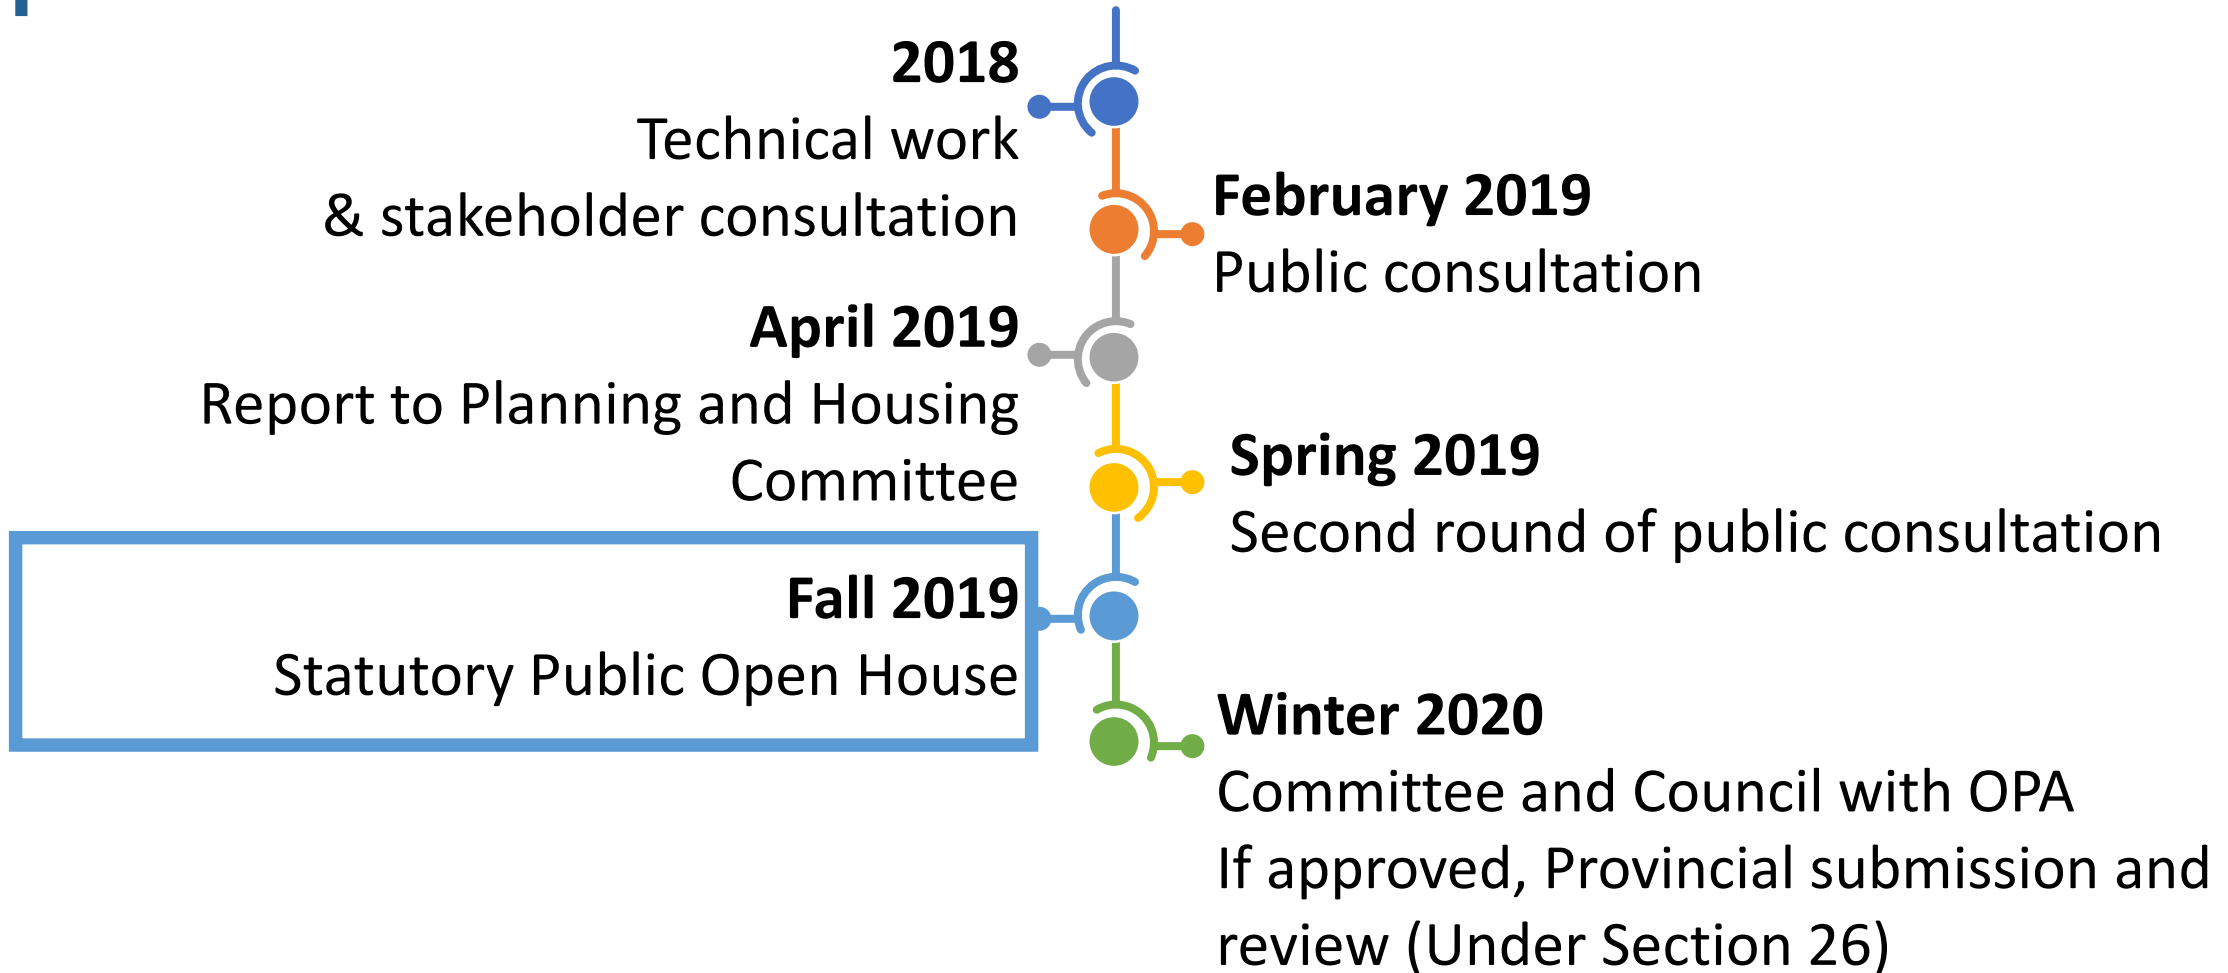 2018
Technical work
& stakeholder consultation
February 2019
Public consultation
April 2019
Report to Planning and Housing
Committee
Spring 2019
Second round of public consultation
Fall 2019
Statutory Public Open House
Winter 2020
Committee and Council with OPA
If approved, Provincial submission and
review (Under Section 26)